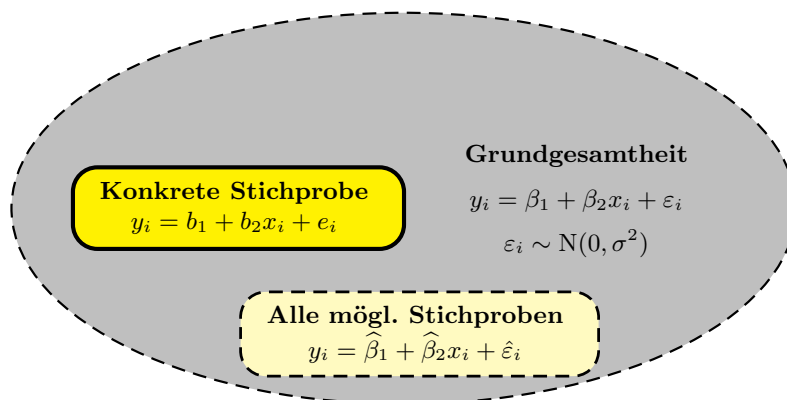 Grundgesamtheit
Konkrete Stichprobe
yᵢ = b₁ + b₂xᵢ + eᵢ
yᵢ = β₁ + β₂xᵢ + εᵢ
εᵢ ∼ N(0, σ²)
Alle mögl. Stichproben
yᵢ = β̂₁ + β̂₂xᵢ + ε̂ᵢ